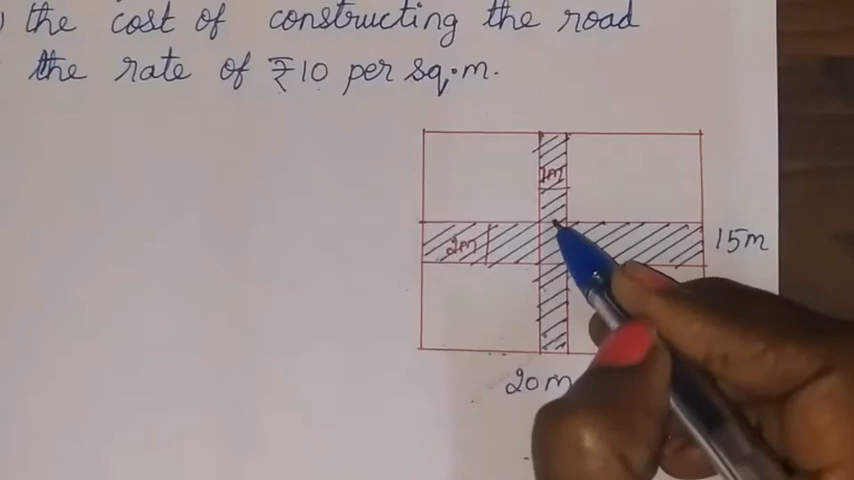 the cost of constructing the road
the rate of ₹10 per sq.m.
1m
2m
15m
20m